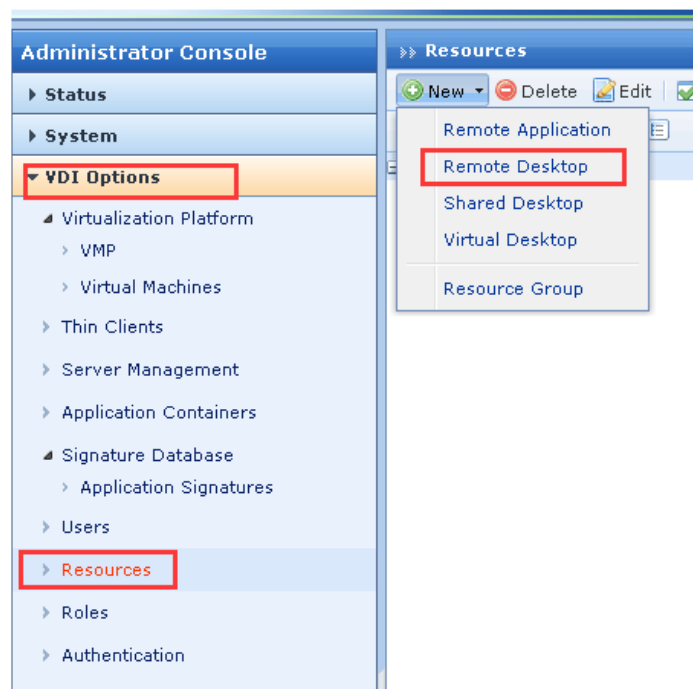 Administrator Console
Status
System
VDI Options
Virtualization Platform
VMP
Virtual Machines
Thin Clients
Server Management
Application Containers
Signature Database
Application Signatures
Users
Resources
Roles
Authentication
Resources
New Delete Edit
Remote Application
Remote Desktop
Shared Desktop
Virtual Desktop
Resource Group